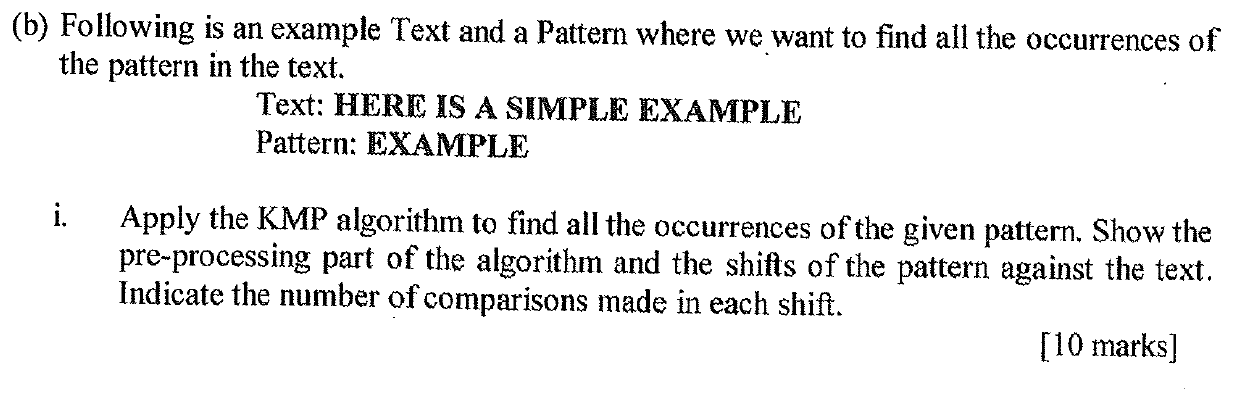 (b) Following is an example Text and a Pattern where we want to find all the occurrences of
the pattern in the text.
Text: HERE IS A SIMPLE EXAMPLE
Pattern: EXAMPLE
i. Apply the KMP algorithm to find all the occurrences of the given pattern. Show the
pre-processing part of the algorithm and the shifts of the pattern against the text.
Indicate the number of comparisons made in each shift.
[10 marks]